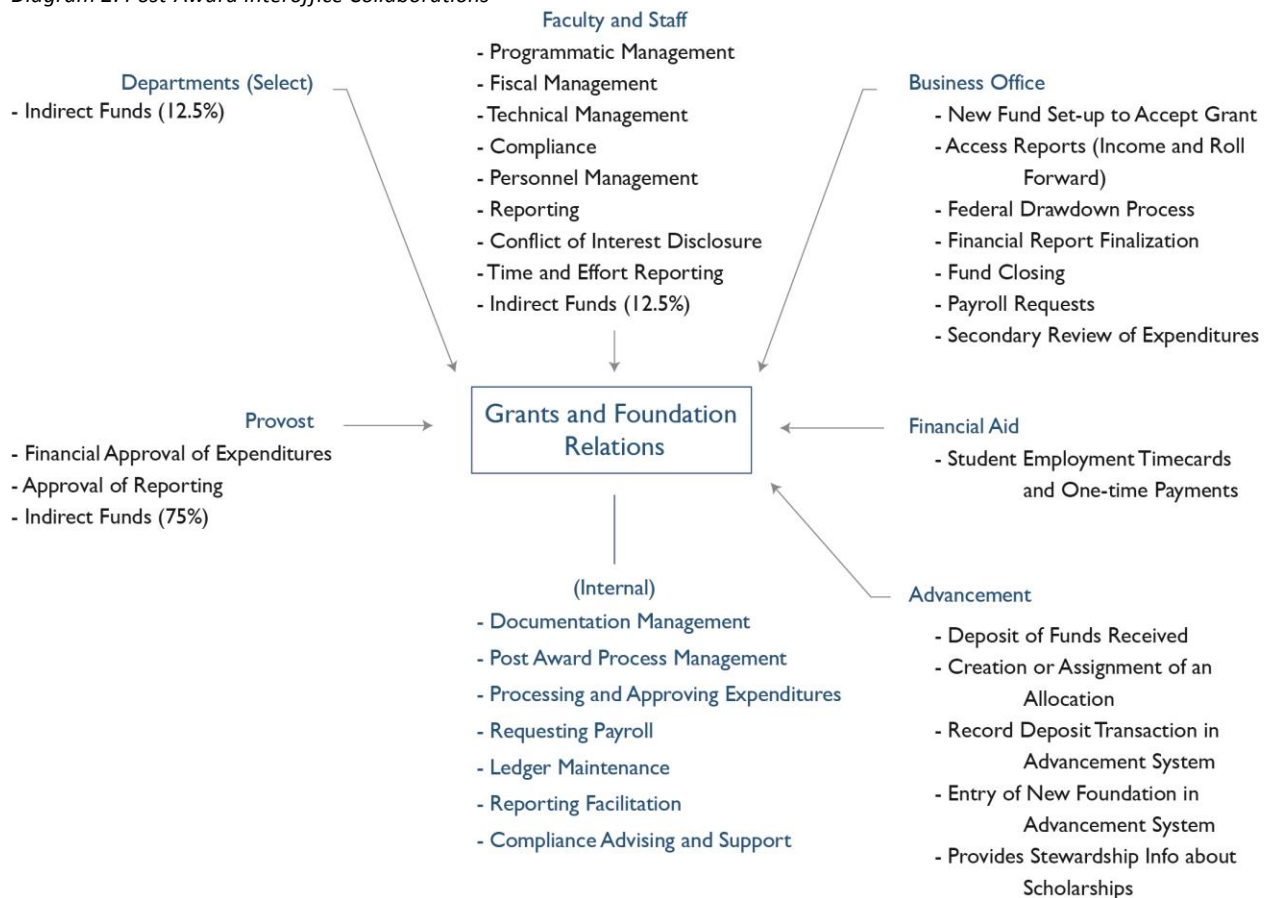 Diagram 2: Post-Award Interoffice Collaborations
Faculty and Staff
- Programmatic Management
- Fiscal Management
- Technical Management
- Compliance
- Personnel Management
- Reporting
- Conflict of Interest Disclosure
- Time and Effort Reporting
- Indirect Funds (12.5%)
Departments (Select)
- Indirect Funds (12.5%)
Business Office
- New Fund Set-up to Accept Grant
- Access Reports (Income and Roll
Forward)
- Federal Drawdown Process
- Financial Report Finalization
- Fund Closing
- Payroll Requests
- Secondary Review of Expenditures
Grants and Foundation
Relations
Provost
- Financial Approval of Expenditures
- Approval of Reporting
- Indirect Funds (75%)
Financial Aid
- Student Employment Timecards
and One-time Payments
(Internal)
- Documentation Management
- Post Award Process Management
- Processing and Approving Expenditures
- Requesting Payroll
- Ledger Maintenance
- Reporting Facilitation
- Compliance Advising and Support
Advancement
- Deposit of Funds Received
- Creation or Assignment of an
Allocation
- Record Deposit Transaction in
Advancement System
- Entry of New Foundation in
Advancement System
- Provides Stewardship Info about
Scholarships